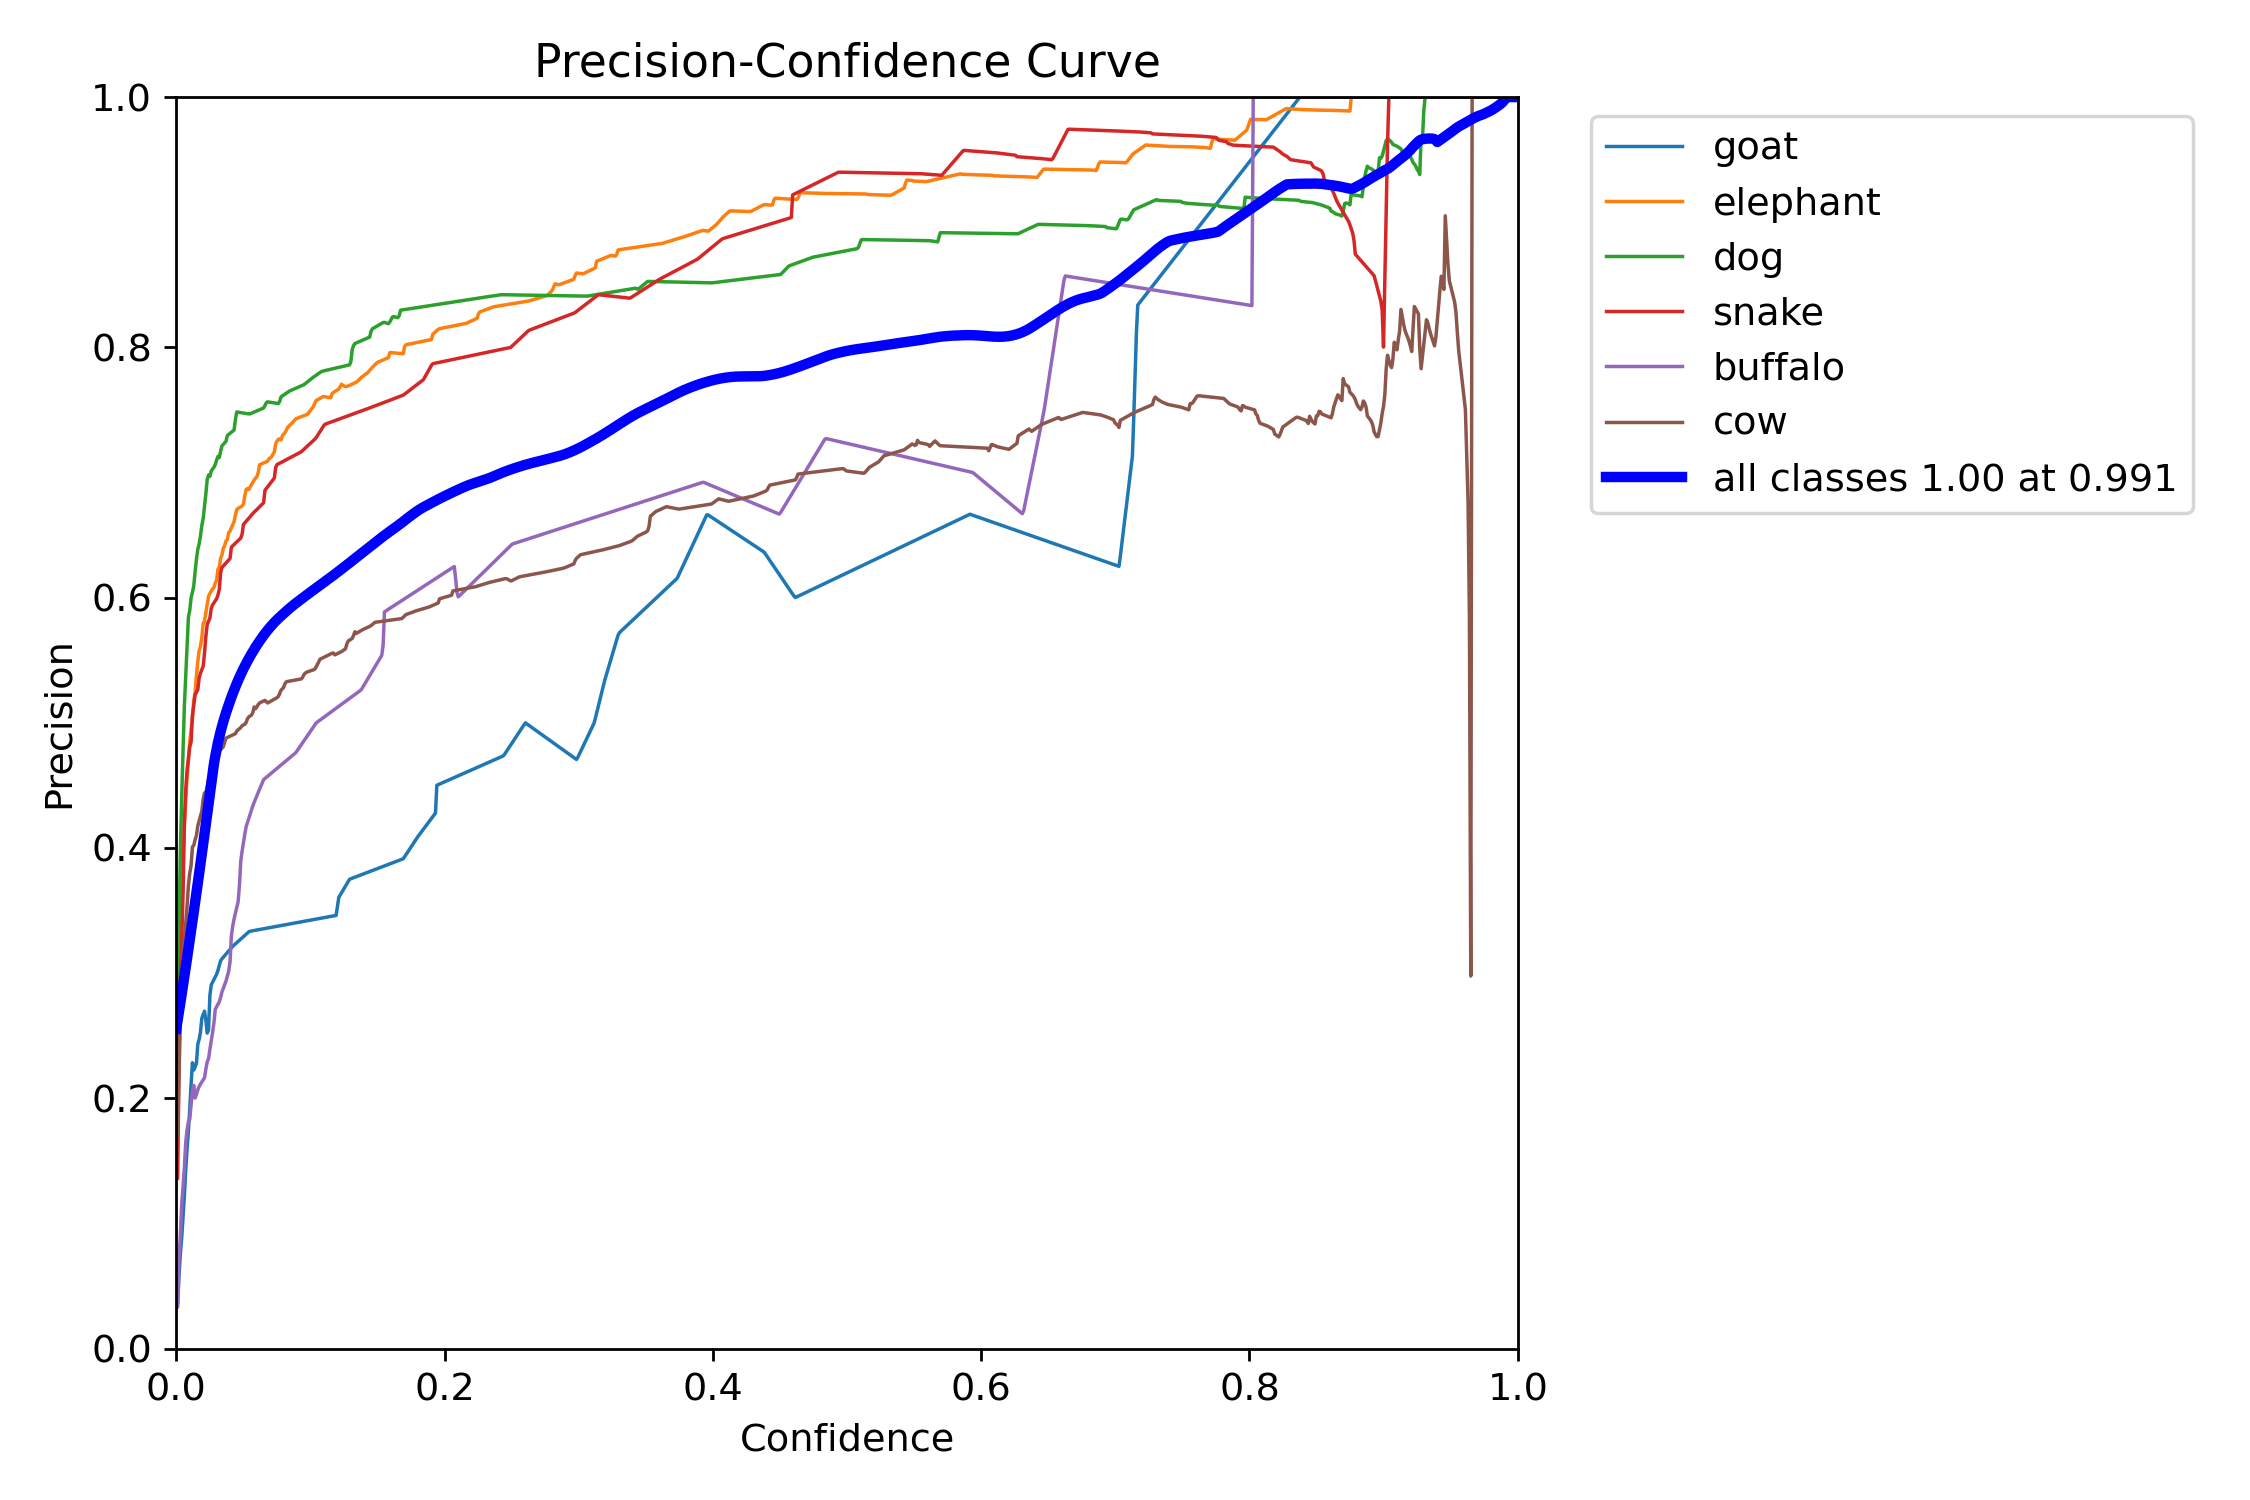 Precision-Confidence Curve
1.0
0.8
0.6
0.4
0.2
0.0
Precision
0.0 0.2 0.4 0.6 0.8 1.0
Confidence
goat
elephant
dog
snake
buffalo
cow
all classes 1.00 at 0.991